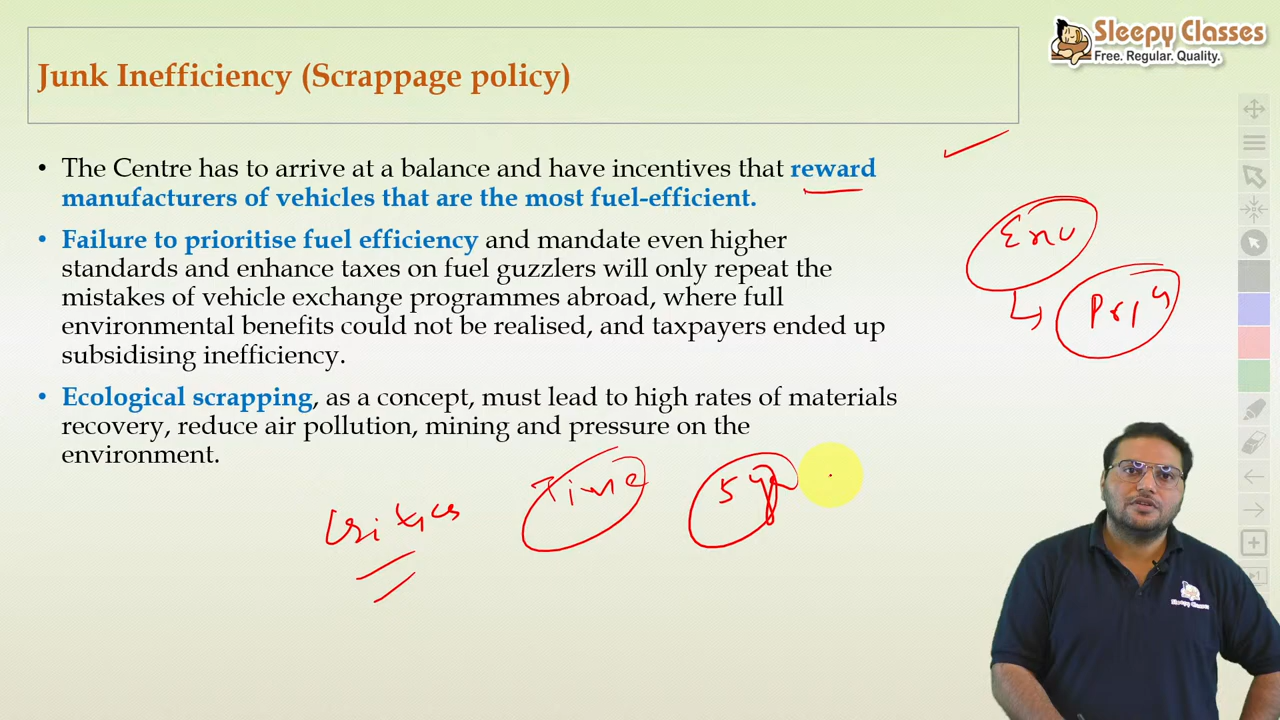 Sleepy Classes
Free. Regular. Quality.
Junk Inefficiency (Scrappage policy)
• The Centre has to arrive at a balance and have incentives that reward
manufacturers of vehicles that are the most fuel-efficient.
• Failure to prioritise fuel efficiency and mandate even higher
standards and enhance taxes on fuel guzzlers will only repeat the
mistakes of vehicle exchange programmes abroad, where full
environmental benefits could not be realised, and taxpayers ended up
subsidising inefficiency.
• Ecological scrapping, as a concept, must lead to high rates of materials
recovery, reduce air pollution, mining and pressure on the
environment.
Env
Critics Time
Sleepy Classes